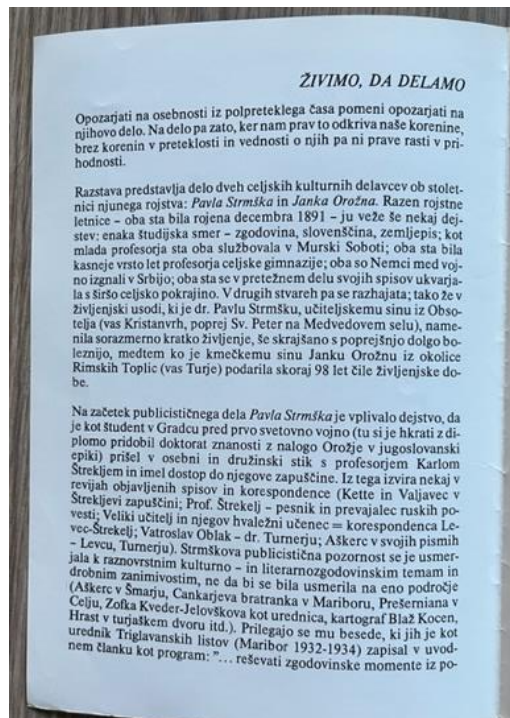 ŽIVIMO, DA DELAMO
Opozarjati na osebnosti iz polpreteklega časa pomeni opozarjati na
njihovo delo. Na delo pa zato, ker nam prav to odkriva naše korenine,
brez korenin v preteklosti in vednosti o njih pa ni prave rasti v pri-
hodnosti.
Razstava predstavlja delo dveh celjskih kulturnih delavcev ob stolet-
nici njunega rojstva: Pavla Strmška in Janka Orožna. Razen rojstne
letnice – oba sta bila rojena decembra 1891 – ju veže še nekaj dej-
stev: enaka študijska smer – zgodovina, slovenščina, zemljepis; kot
mlada profesorja sta oba službovala v Murski Soboti; oba sta bila
kasneje vrsto let profesorja celjske gimnazije; oba so Nemci med voj-
no izgnali v Srbijo; oba sta se v pretežnem delu svojih spisov ukvarja-
la s širšo celjsko pokrajino. V drugih stvareh pa se razhajata; tako že v
življenjski usodi, ki je dr. Pavlu Strmšku, učiteljskemu sinu iz Obso-
telja (vas Kristanvrh, poprej Sv. Peter na Medvedovem selu), name-
nila sorazmerno kratko življenje, še skrajšano s poprejšnjo dolgo bo-
leznijo, medtem ko je kmečkemu sinu Janku Orožnu iz okolice
Rimskih Toplic (vas Turje) podarila skoraj 98 let čile življenjske do-
be.
Na začetek publicističnega dela Pavla Strmška je vplivalo dejstvo, da
je kot študent v Gradcu pred prvo svetovno vojno (tu si je hkrati z di-
plomo pridobil doktorat znanosti z nalogo Orožje v jugoslovanski
epiki) prišel v osebni in družinski stik s profesorjem Karlom
Štrekljem in imel dostop do njegove zapuščine. Iz tega izvira nekaj v
revijah objavljenih spisov in korespondence (Kette in Valjavec v
Štrekljevi zapuščini; Prof. Štrekelj – pesnik in prevajalec ruskih po-
vesti; Veliki učitelj in njegov hvaležni učenec = korespondenca Le-
vec-Štrekelj; Vatroslav Oblak – dr. Turnerju; Aškerc v svojih pismih
– Levcu, Turnerju). Strmškova publicistična pozornost se je usmer-
jala k raznovrstnim kulturno – in literarnozgodovinskim temam in
drobnim zanimivostim, ne da bi se bila usmerila na eno področje
(Aškerc v Šmarju, Cankarjeva bratranka v Mariboru, Prešerniana v
Celju, Zofka Kveder-Jelovškova kot urednica, kartograf Blaž Kocen,
Hrast v turjaškem dvoru itd.). Prilegajo se mu besede, ki jih je kot
urednik Triglavanskih listov (Maribor 1932-1934) zapisal v uvod-
nem članku kot program: "... reševati zgodovinske momente iz po-